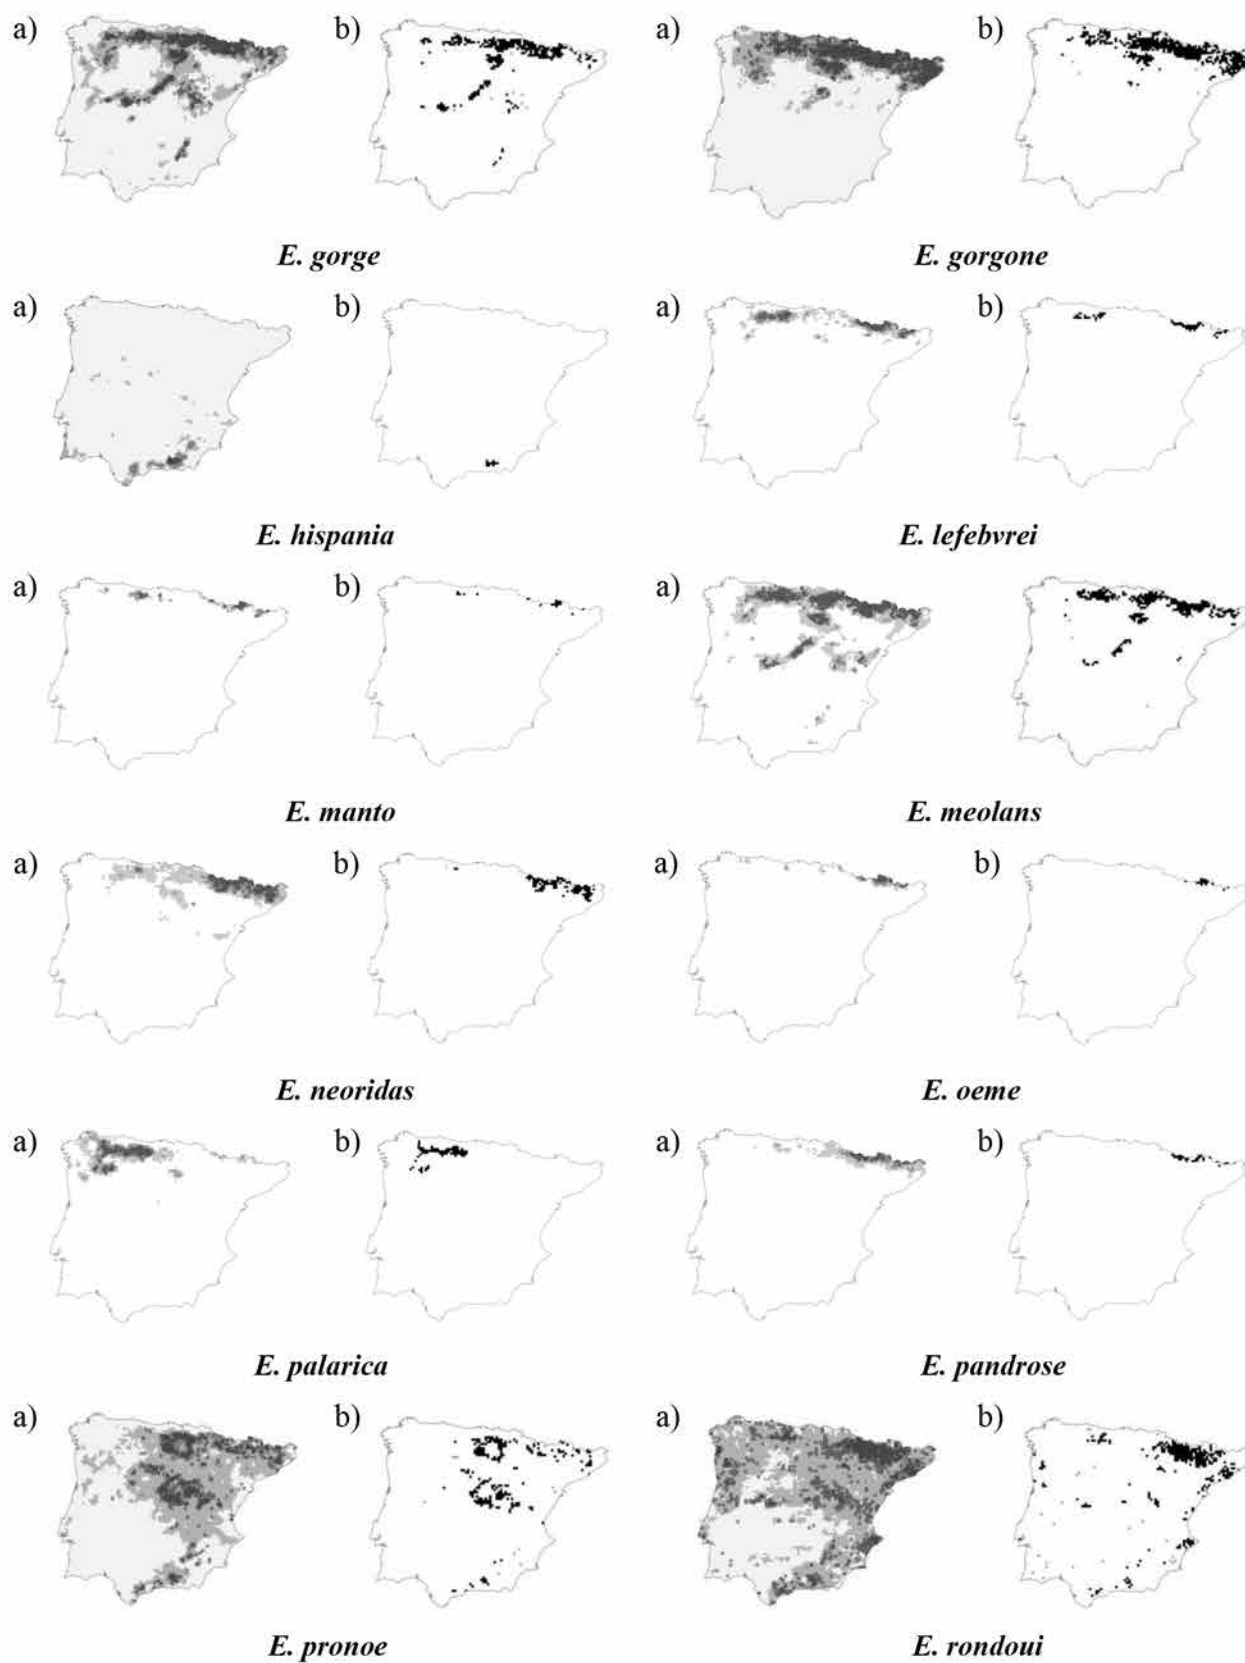 a) b) a) b)
E. gorge E. gorgone
a) b) a) b)
E. hispania E. lefebvrei
a) b) a) b)
E. manto E. meolans
a) b) a) b)
E. neoridas E. oeme
a) b) a) b)
E. palarica E. pandrose
a) b) a) b)
E. pronoe E. rondoui